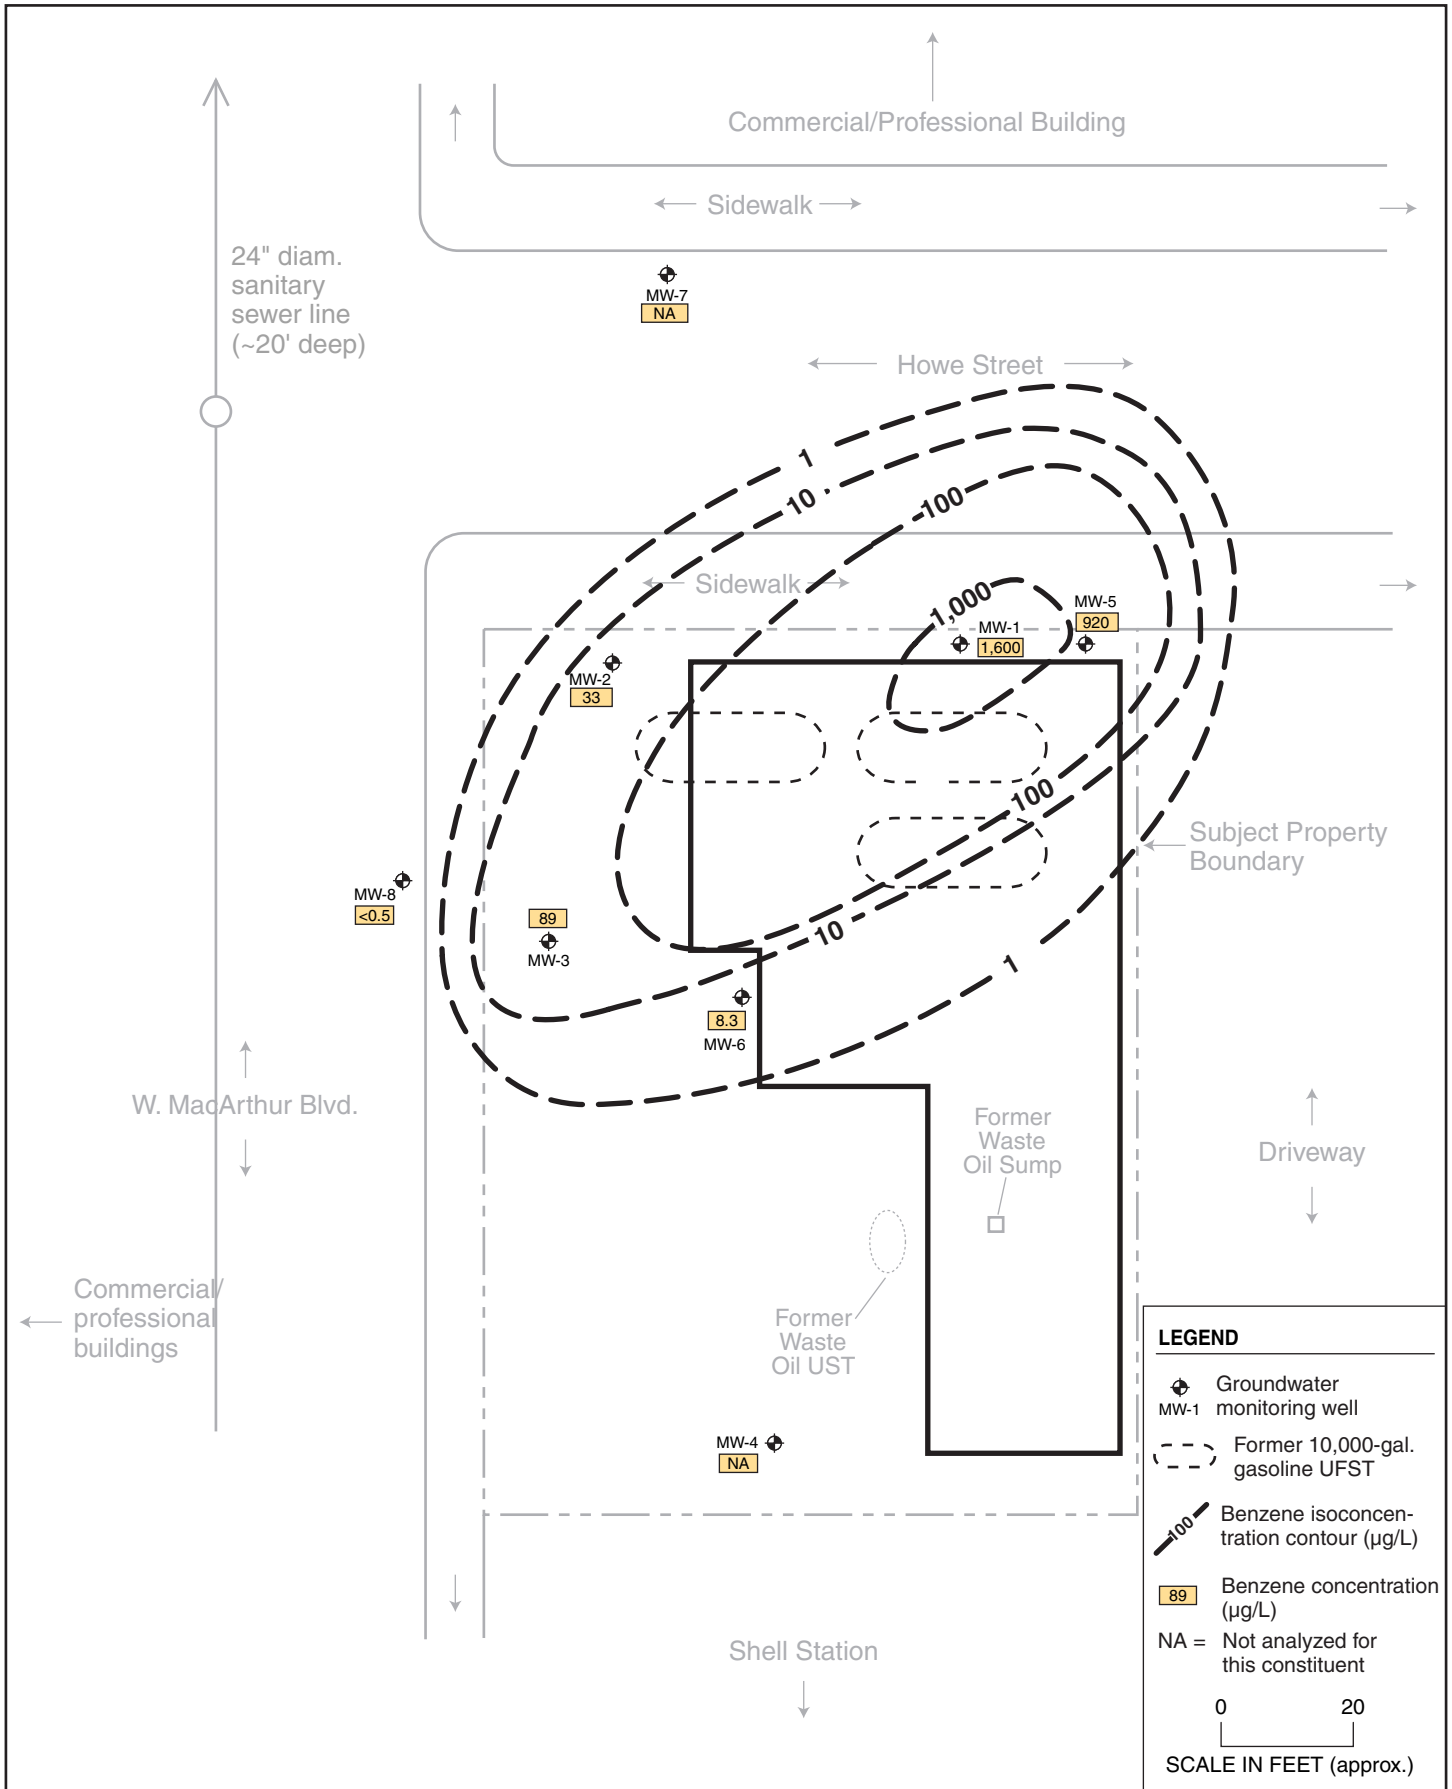 Commercial/Professional Building
Sidewalk
24" diam.
sanitary
sewer line
(~20' deep)
MW-7
NA
Howe Street
1
10
100
Sidewalk
1,000
MW-5
920
MW-1
1,600
MW-2
33
100
Subject Property
Boundary
MW-8
<0.5
89
MW-3
10
1
8.3
MW-6
W. MacArthur Blvd.
Former
Waste
Oil Sump
Driveway
Commercial/
professional
buildings
Former
Waste
Oil UST
MW-4
NA
Shell Station
LEGEND
MW-1
Groundwater
monitoring well
Former 10,000-gal.
gasoline UFST
100
Benzene isoconcen-
tration contour (µg/L)
89
Benzene concentration
(µg/L)
NA = Not analyzed for
this constituent
0 20
SCALE IN FEET (approx.)